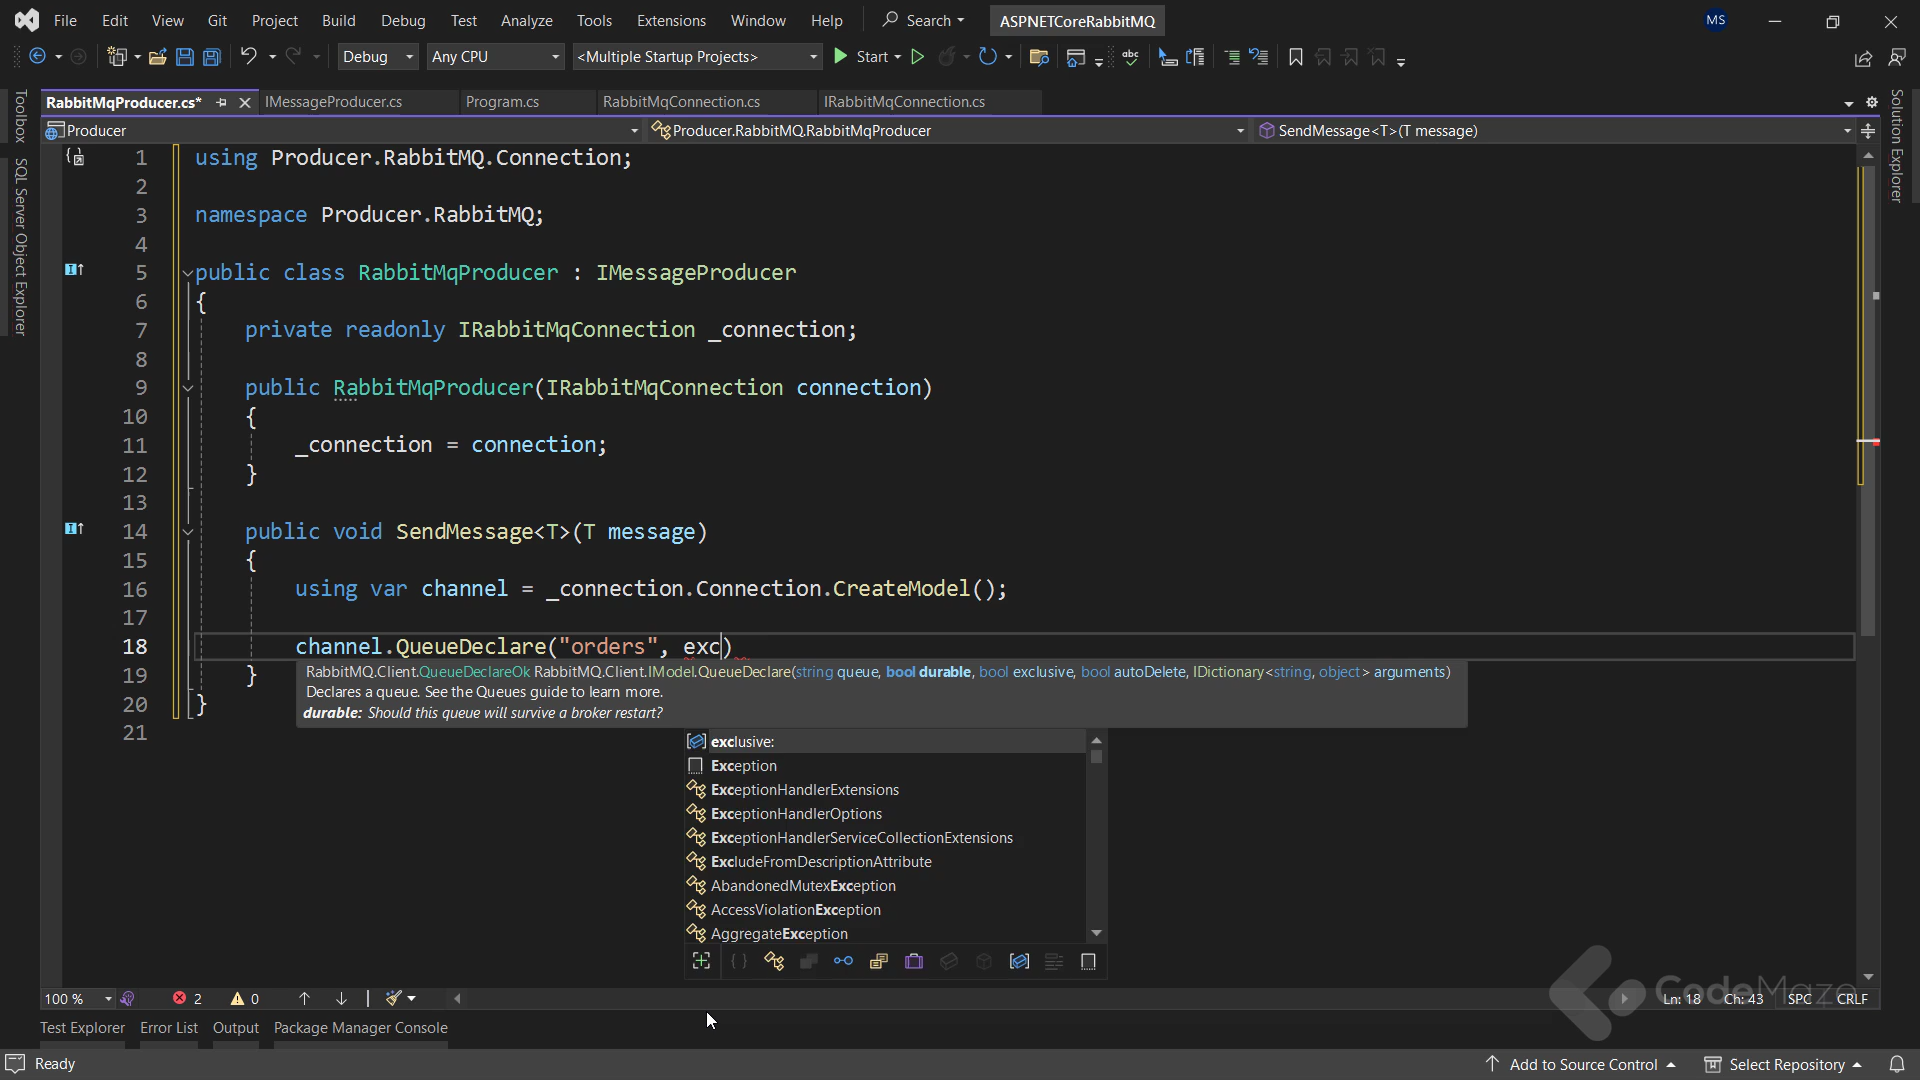 File Edit View Git Project Build Debug Test Analyze Tools Extensions Window Help Search ASPNETCoreRabbitMQ MS
Debug Any CPU <Multiple Startup Projects> Start abc
Toolbox
SQL Server Object Explorer
Solution Explorer
RabbitMqProducer.cs* IMessageProducer.cs Program.cs RabbitMqConnection.cs IRabbitMqConnection.cs
Producer Producer.RabbitMQ.RabbitMqProducer SendMessage<T>(T message)
1 using Producer.RabbitMQ.Connection;
2
3 namespace Producer.RabbitMQ;
4
5 public class RabbitMqProducer : IMessageProducer
6 {
7 private readonly IRabbitMqConnection _connection;
8
9 public RabbitMqProducer(IRabbitMqConnection connection)
10 {
11 _connection = connection;
12 }
13
14 public void SendMessage<T>(T message)
15 {
16 using var channel = _connection.Connection.CreateModel();
17
18 channel.QueueDeclare("orders", exc)
19 }
20 }
21
RabbitMQ.Client.QueueDeclareOk RabbitMQ.Client.IModel.QueueDeclare(string queue, bool durable, bool exclusive, bool autoDelete, IDictionary<string, object> arguments)
Declares a queue. See the Queues guide to learn more.
durable: Should this queue will survive a broker restart?
exclusive:
Exception
ExceptionHandlerExtensions
ExceptionHandlerOptions
ExceptionHandlerServiceCollectionExtensions
ExcludeFromDescriptionAttribute
AbandonedMutexException
AccessViolationException
AggregateException
CodeMaze
100 % 2 0 Ln: 18 Ch: 43 SPC CRLF
Test Explorer Error List Output Package Manager Console
Ready Add to Source Control Select Repository